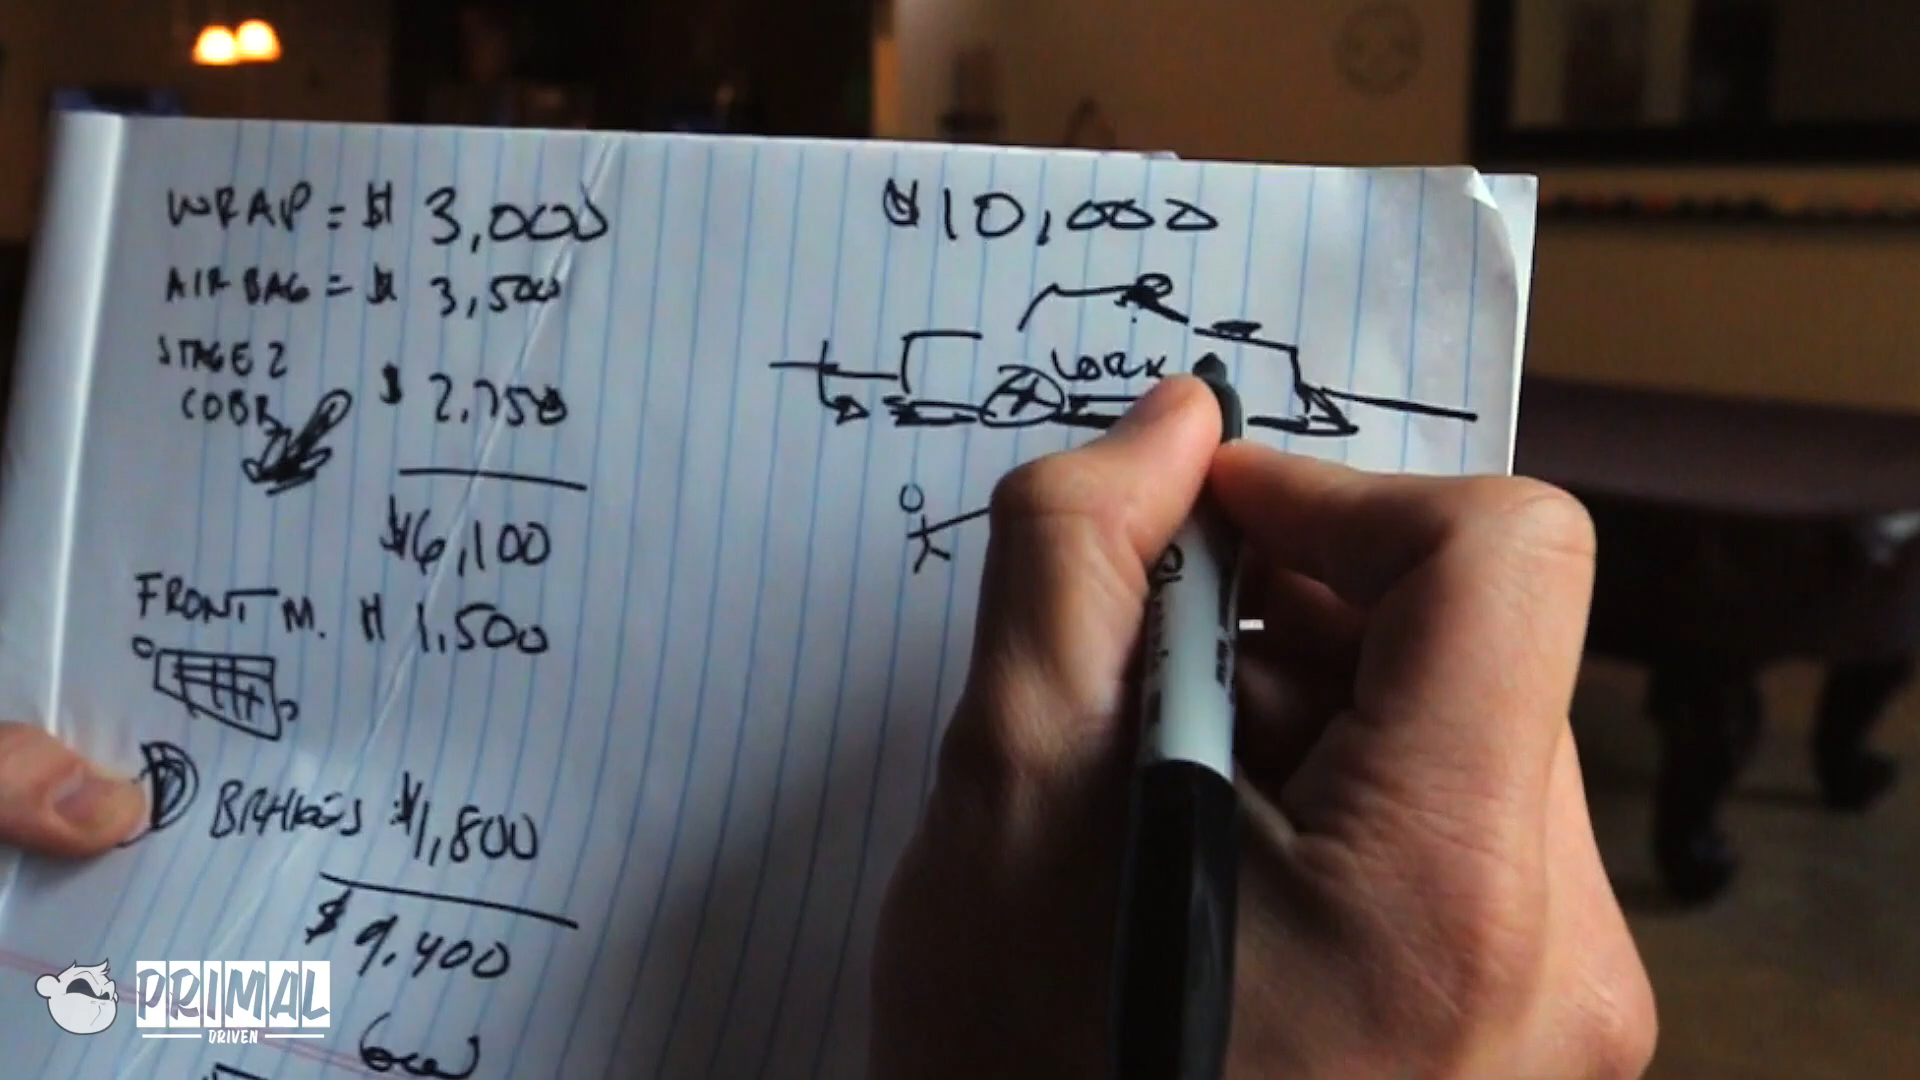 WRAP = $ 3,000
AIR BAG = $ 3,500
STAGE 2
COBB $ 2,750
$6,100
FRONT M. $ 1,500
BRAKES $1,800
$ 9,400
$10,000
WORK
PRIMAL
DRIVEN